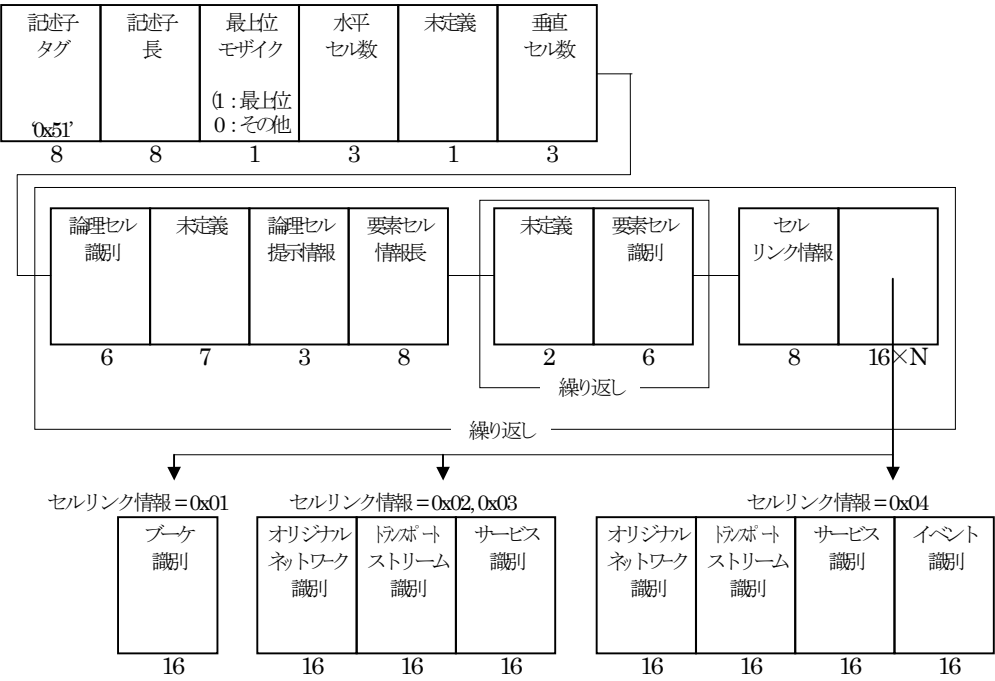 記述子
タグ
'0x51'
記述子
長
最上位
モザイク
(1:最上位
0:その他
水平
セル数
未定義
垂直
セル数
8
8
1
3
1
3
論理セル
識別
未定義
論理セル
提示情報
要素セル
情報長
未定義
要素セル
識別
セル
リンク情報
6
7
3
8
2
6
8
16×N
繰り返し
繰り返し
セルリンク情報=0x01
セルリンク情報=0x02,0x03
セルリンク情報=0x04
ブーケ
識別
オリジナル
ネットワーク
識別
トランスポート
ストリーム
識別
サービス
識別
オリジナル
ネットワーク
識別
トランスポート
ストリーム
識別
サービス
識別
イベント
識別
16
16
16
16
16
16
16
16